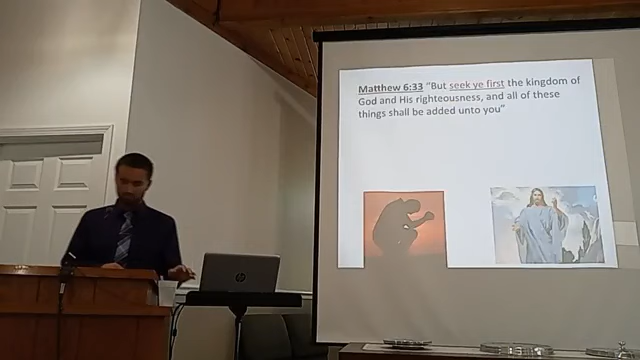 Matthew 6:33 "But seek ye first the kingdom of
God and His righteousness, and all of these
things shall be added unto you"
hp